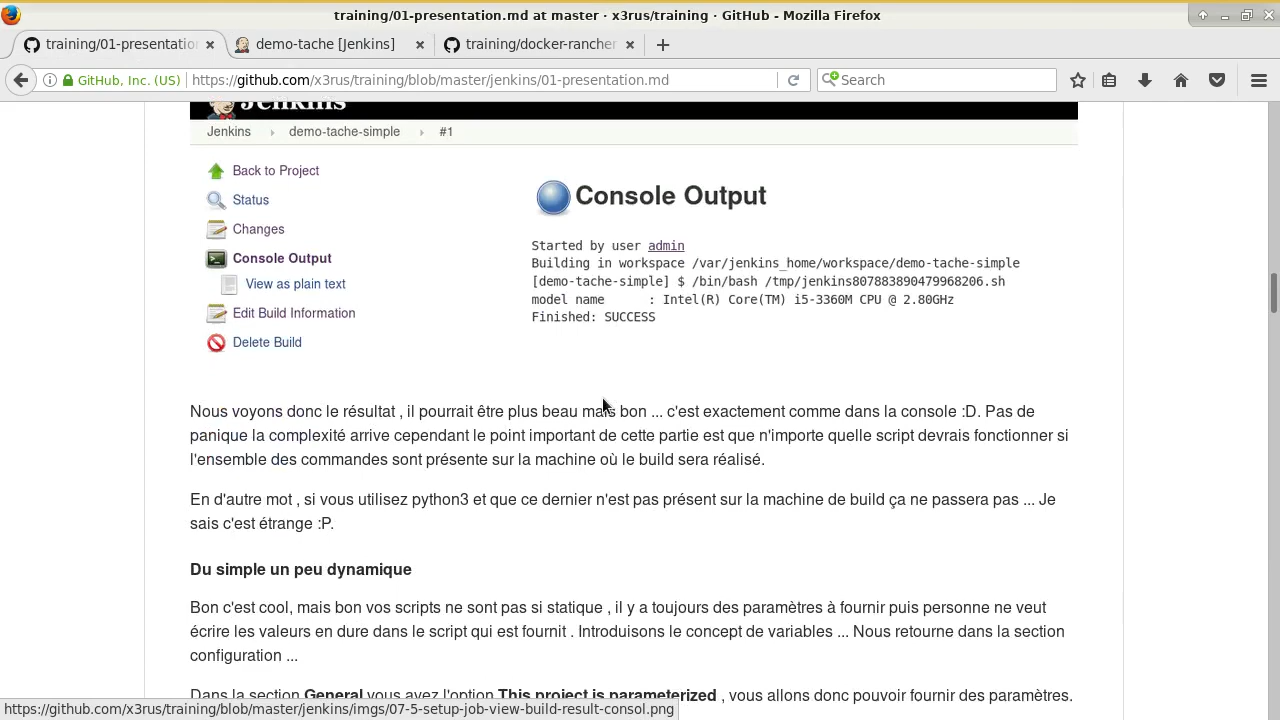 training/01-presentation.md at master · x3rus/training · GitHub - Mozilla Firefox
training/01-presentatio
demo-tache [Jenkins]
training/docker-rancher
GitHub, Inc. (US)
https://github.com/x3rus/training/blob/master/jenkins/01-presentation.md
Search
Jenkins
Jenkins
demo-tache-simple
#1
Back to Project
Status
Changes
Console Output
View as plain text
Edit Build Information
Delete Build
Console Output
Started by user admin
Building in workspace /var/jenkins_home/workspace/demo-tache-simple
[demo-tache-simple] $ /bin/bash /tmp/jenkins807883890479968206.sh
model name      : Intel(R) Core(TM) i5-3360M CPU @ 2.80GHz
Finished: SUCCESS
Nous voyons donc le résultat , il pourrait être plus beau mais bon ... c'est exactement comme dans la console :D. Pas de
panique la complexité arrive cependant le point important de cette partie est que n'importe quelle script devrais fonctionner si
l'ensemble des commandes sont présente sur la machine où le build sera réalisé.
En d'autre mot , si vous utilisez python3 et que ce dernier n'est pas présent sur la machine de build ça ne passera pas ... Je
sais c'est étrange :P.
Du simple un peu dynamique
Bon c'est cool, mais bon vos scripts ne sont pas si statique , il y a toujours des paramètres à fournir puis personne ne veut
écrire les valeurs en dure dans le script qui est fournit . Introduisons le concept de variables ... Nous retourne dans la section
configuration ...
Dans la section General vous avez l'option This project is parameterized , vous allons donc pouvoir fournir des paramètres.
https://github.com/x3rus/training/blob/master/jenkins/imgs/07-5-setup-job-view-build-result-consol.png